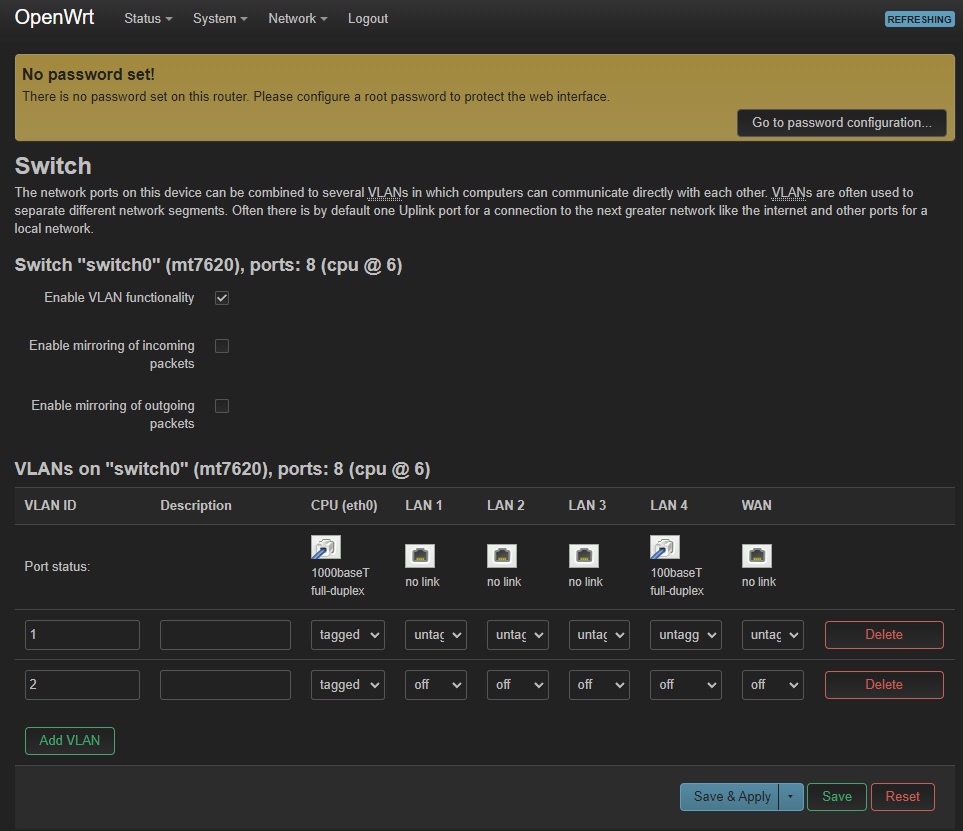 OpenWrt Status System Network Logout REFRESHING
No password set!
There is no password set on this router. Please configure a root password to protect the web interface.
Go to password configuration...
Switch
The network ports on this device can be combined to several VLANs in which computers can communicate directly with each other. VLANs are often used to
separate different network segments. Often there is by default one Uplink port for a connection to the next greater network like the internet and other ports for a
local network.
Switch "switch0" (mt7620), ports: 8 (cpu @ 6)
Enable VLAN functionality
Enable mirroring of incoming
packets
Enable mirroring of outgoing
packets
VLANs on "switch0" (mt7620), ports: 8 (cpu @ 6)
VLAN ID Description CPU (eth0) LAN 1 LAN 2 LAN 3 LAN 4 WAN
Port status: 1000baseT no link no link no link 100baseT no link
full-duplex full-duplex
1 tagged untag untag untag untagg untag Delete
2 tagged off off off off off Delete
Add VLAN
Save & Apply Save Reset